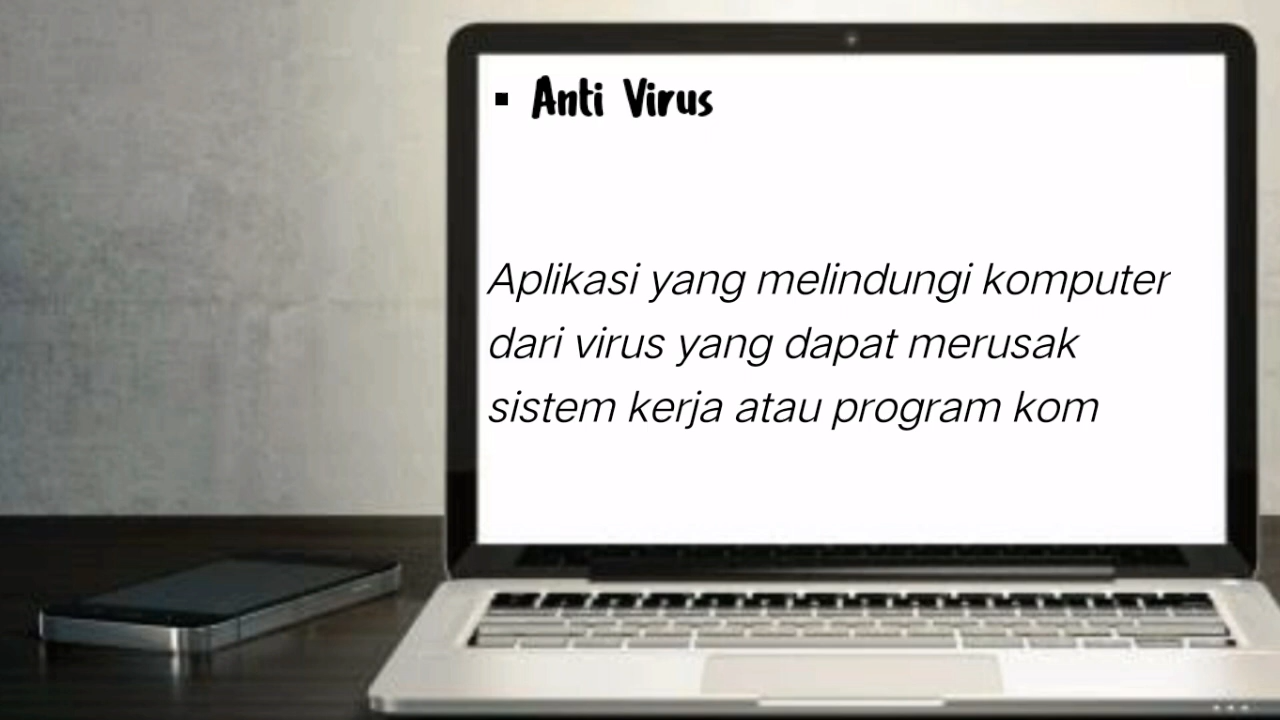 ▪ Anti Virus
Aplikasi yang melindungi komputer
dari virus yang dapat merusak
sistem kerja atau program kom